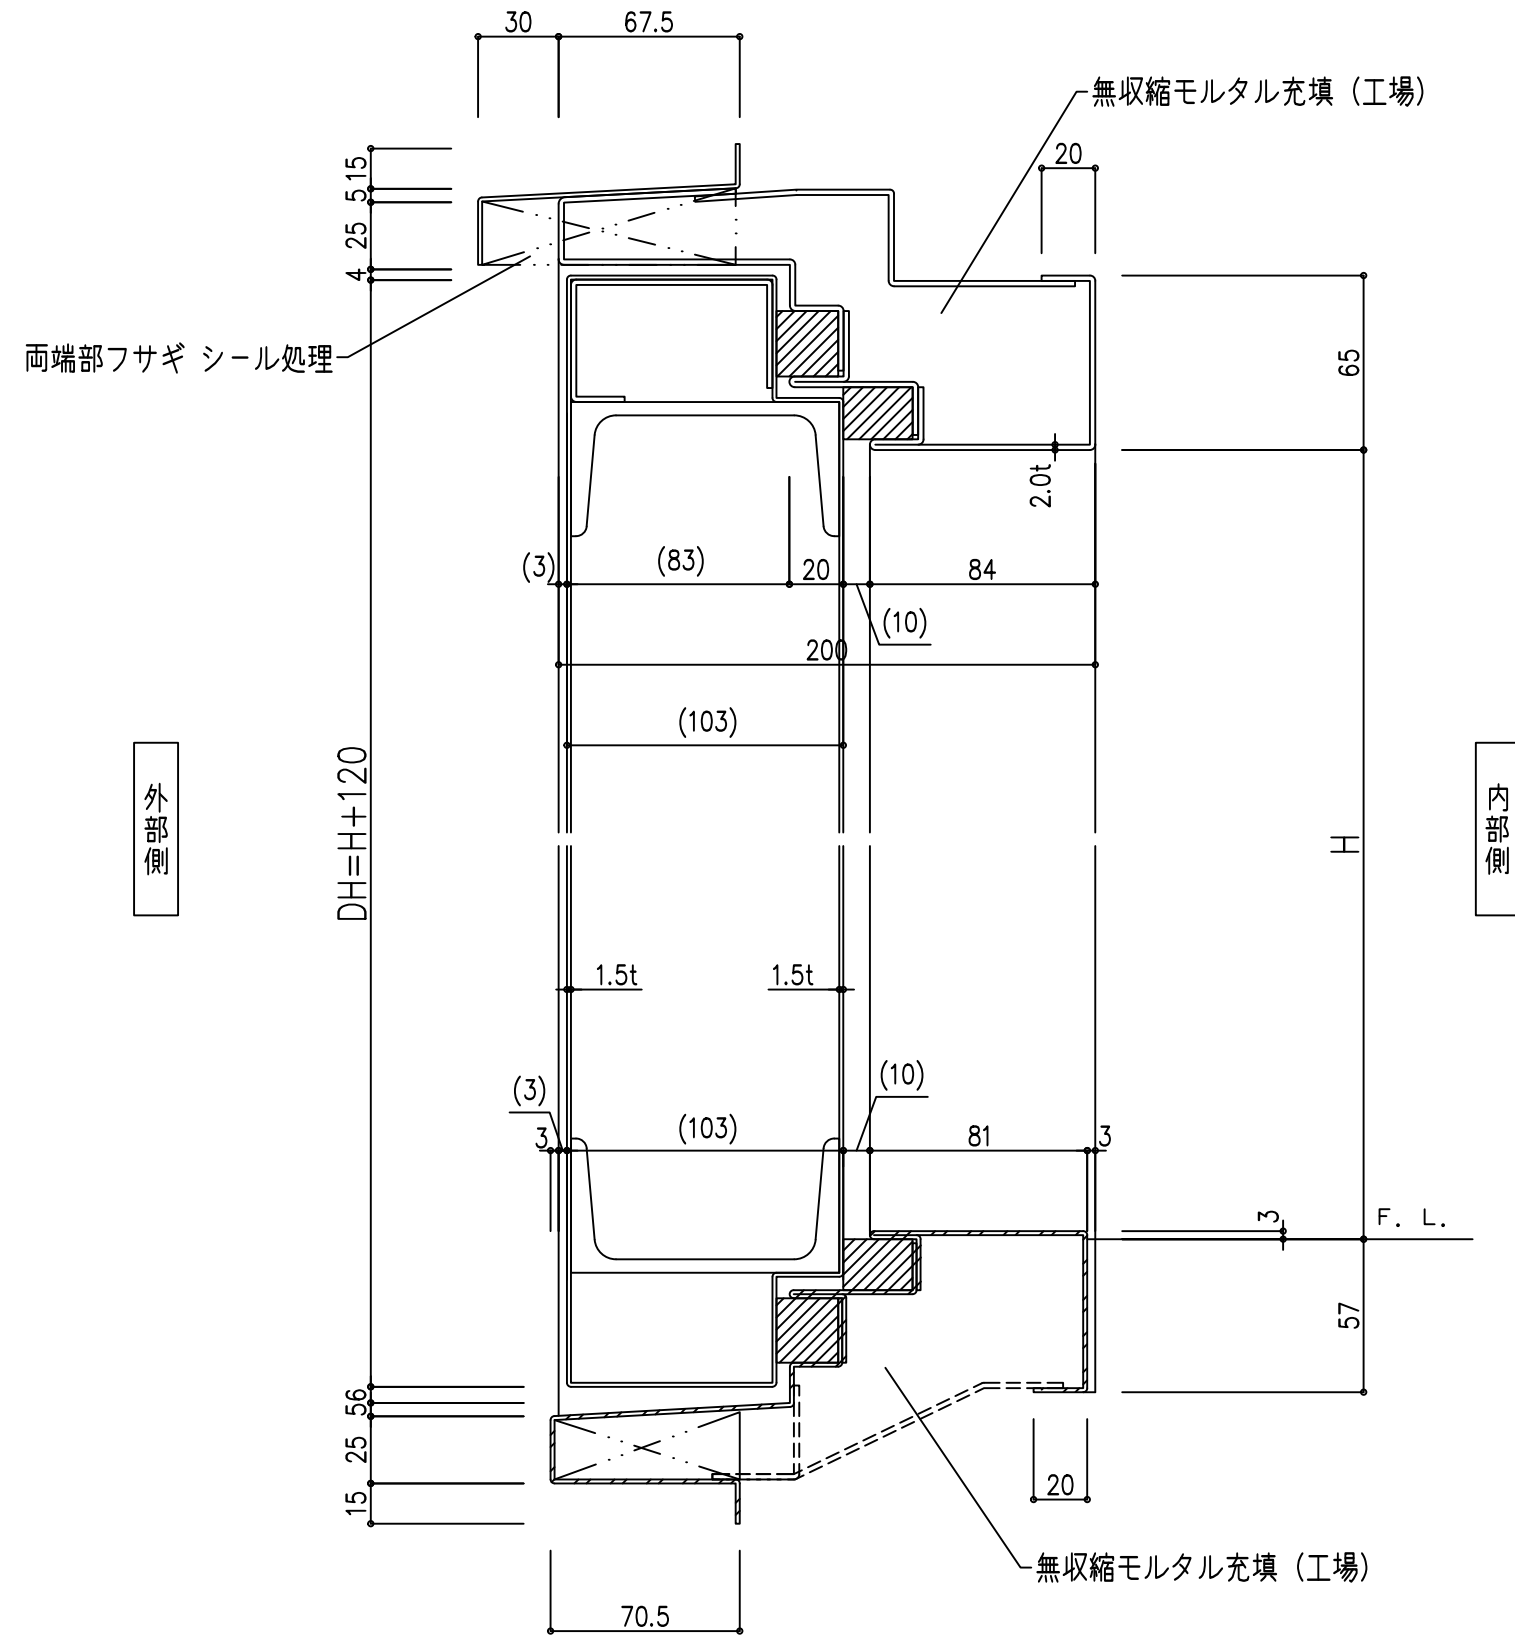 30
67.5
無収縮モルタル充填（工場）
15
5
25
4
20
両端部フサギ シール処理
65
2.0t
(3)
(83)
20
84
(10)
200
(103)
DH=H+120
外部側
H
内部側
1.5t
1.5t
(3)
(10)
3
(103)
81
3
3
F. L.
57
5
6
25
15
20
無収縮モルタル充填（工場）
70.5